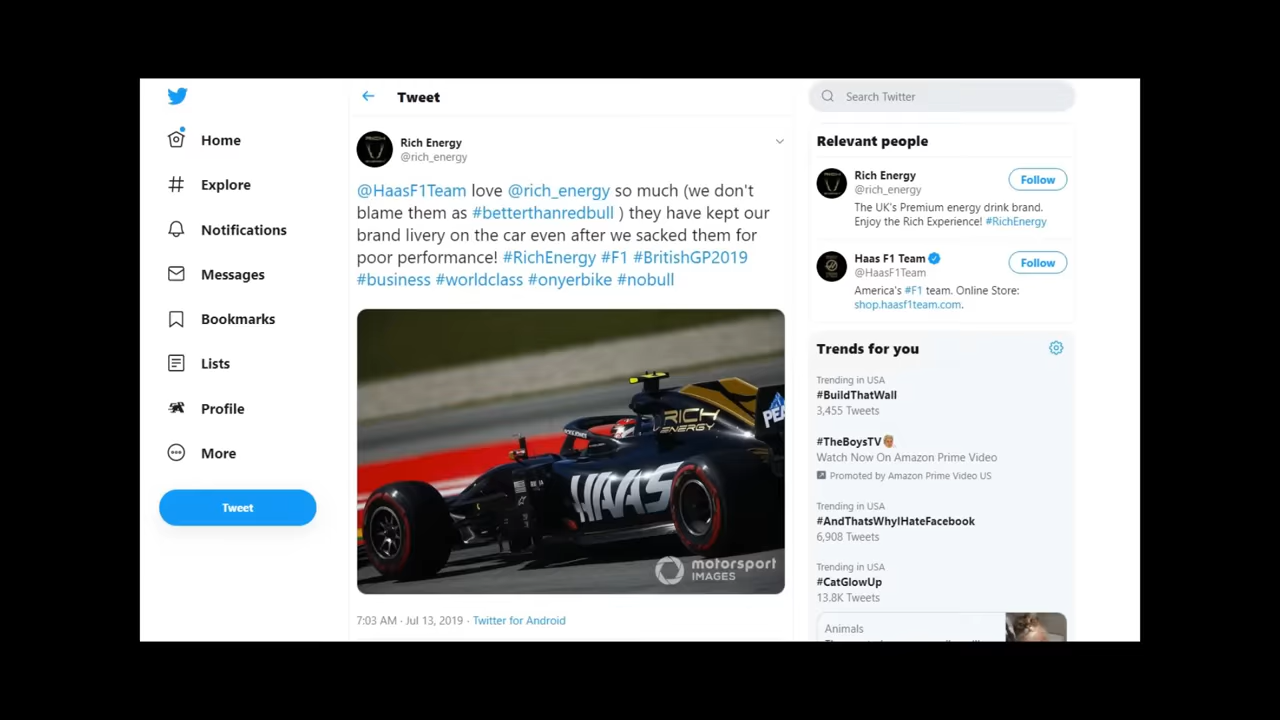 Home
Explore
Notifications
Messages
Bookmarks
Lists
Profile
More
Tweet
Tweet
Rich Energy
@rich_energy
@HaasF1Team love @rich_energy so much (we don't
blame them as #betterthanredbull ) they have kept our
brand livery on the car even after we sacked them for
poor performance! #RichEnergy #F1 #BritishGP2019
#business #worldclass #onyerbike #nobull
RICH
ENERGY
PEA
HAAS
motorsport
IMAGES
7:03 AM · Jul 13, 2019 · Twitter for Android
Search Twitter
Relevant people
Rich Energy
@rich_energy
Follow
The UK's Premium energy drink brand.
Enjoy the Rich Experience! #RichEnergy
Haas F1 Team
@HaasF1Team
Follow
America's #F1 team. Online Store:
shop.haasf1team.com.
Trends for you
Trending in USA
#BuildThatWall
3,455 Tweets
#TheBoysTV
Watch Now On Amazon Prime Video
Promoted by Amazon Prime Video US
Trending in USA
#AndThatsWhyIHateFacebook
6,908 Tweets
Trending in USA
#CatGlowUp
13.8K Tweets
Animals